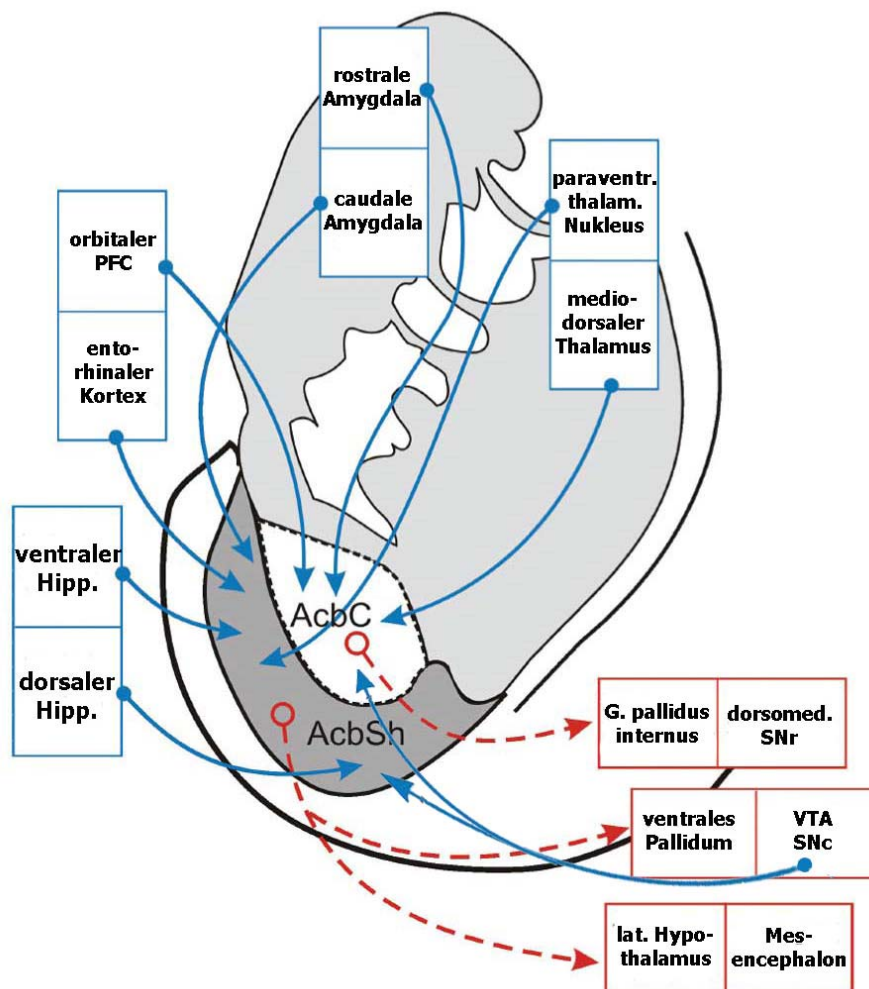 rostrale
Amygdala
caudale
Amygdala
paraventr.
thalam.
Nukleus
medio-
dorsaler
Thalamus
orbitaler
PFC
ento-
rhinaler
Kortex
ventraler
Hipp.
dorsaler
Hipp.
AcbC
AcbSh
G. pallidus
internus
dorsomed.
SNr
ventrales
Pallidum
VTA
SNc
lat. Hypo-
thalamus
Mes-
encephalon